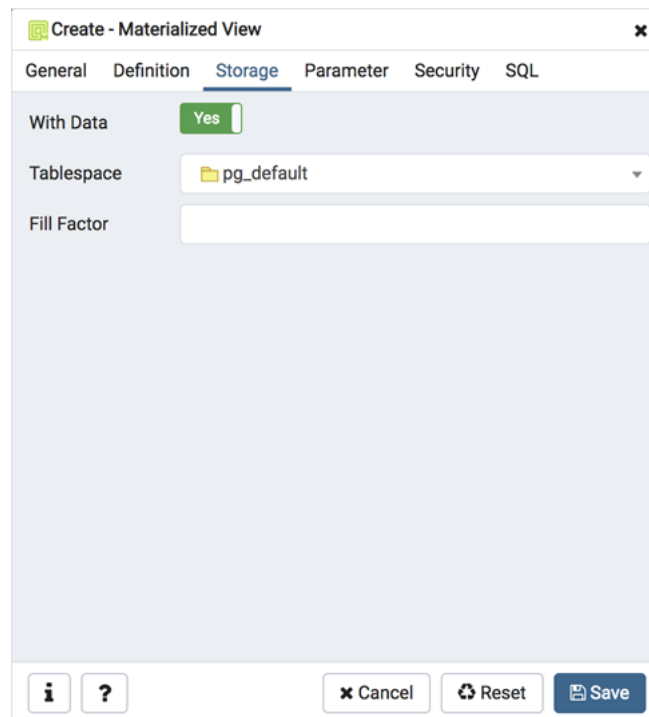 Create - Materialized View
General Definition Storage Parameter Security SQL
With Data Yes
Tablespace pg_default
Fill Factor
i ? Cancel Reset Save